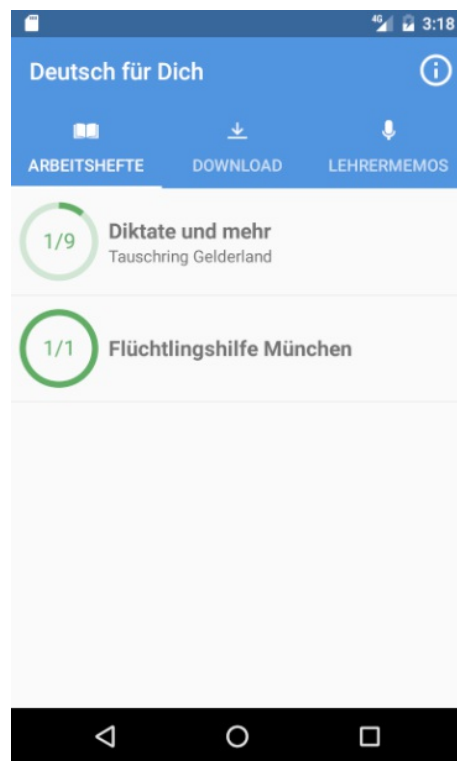 4G 3:18
Deutsch für Dich
ARBEITSHEFTE DOWNLOAD LEHRERMEMOS
1/9 Diktate und mehr
Tauschring Gelderland
1/1 Flüchtlingshilfe München